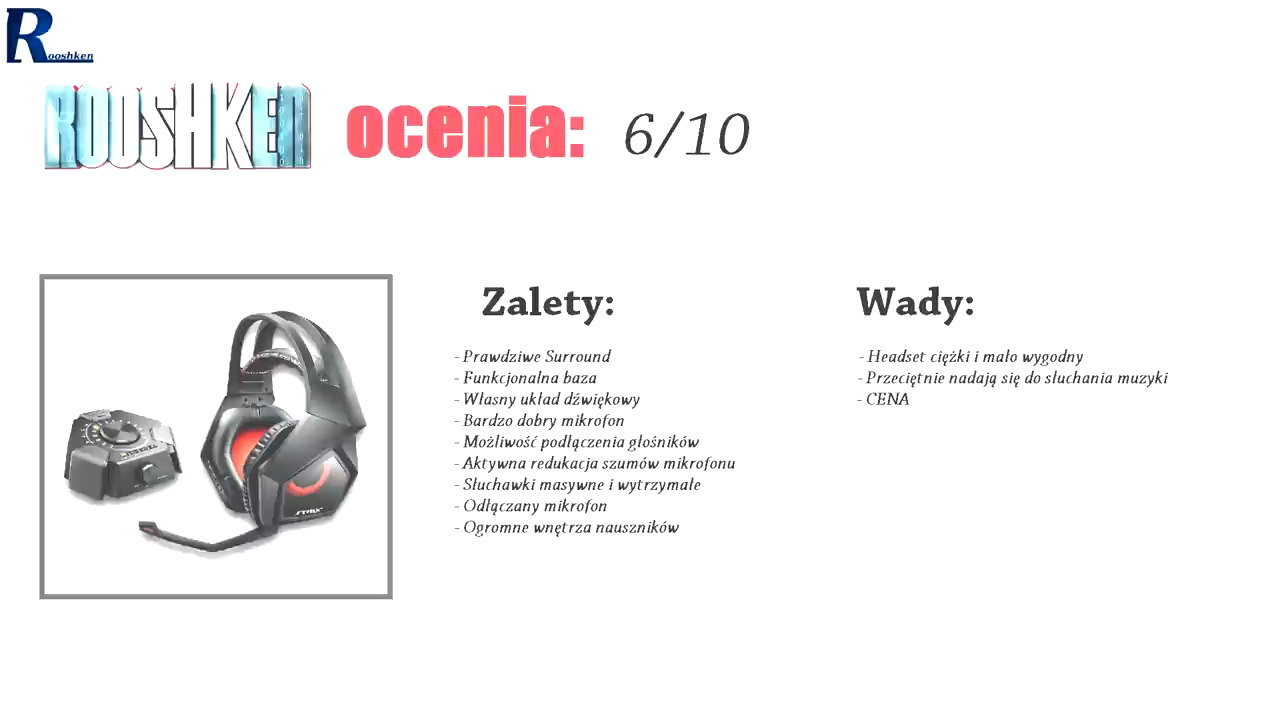 Rooshken
ROOSHKEN ocenia: 6/10
Zalety:
- Prawdziwe Surround
- Funkcjonalna baza
- Własny układ dźwiękowy
- Bardzo dobry mikrofon
- Możliwość podłączenia głośników
- Aktywna redukacja szumów mikrofonu
- Słuchawki masywne i wytrzymałe
- Odłączany mikrofon
- Ogromne wnętrza nauszników
Wady:
- Headset ciężki i mało wygodny
- Przeciętnie nadają się do słuchania muzyki
- CENA
STRIX